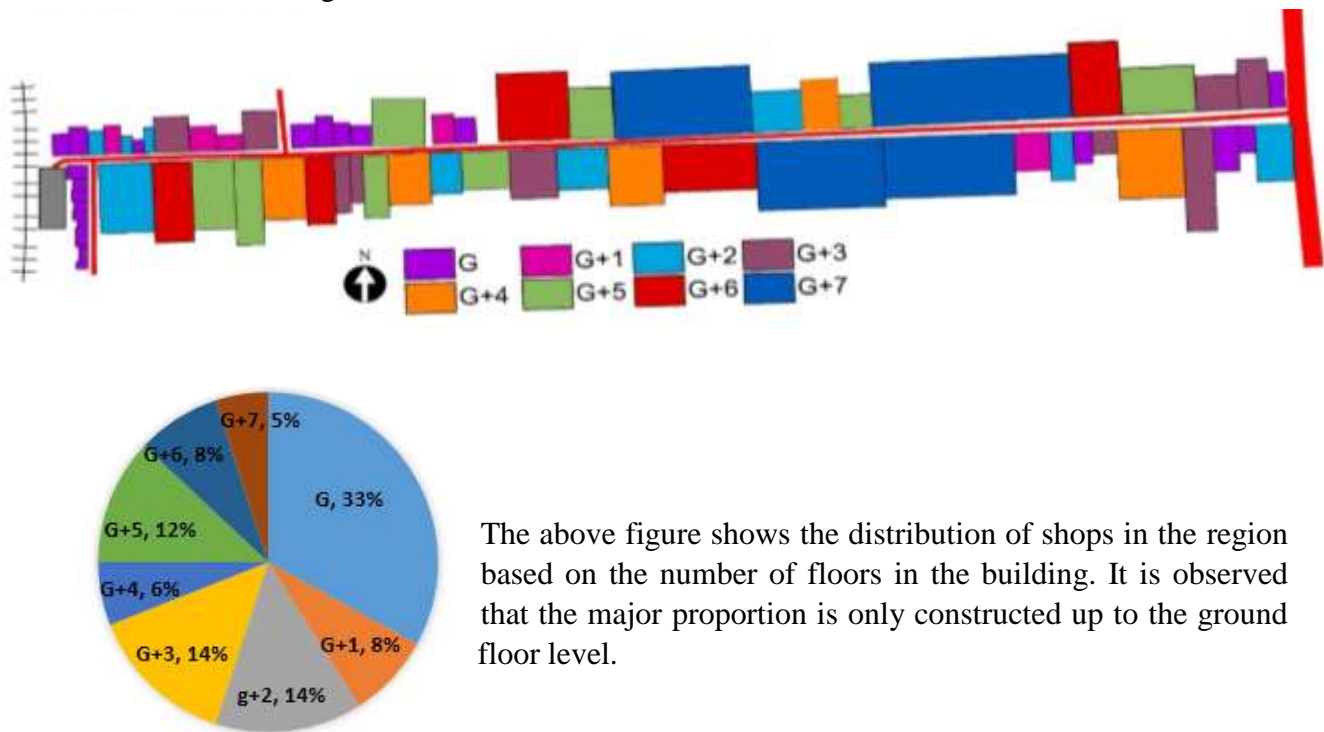 N
G G+1 G+2 G+3
G+4 G+5 G+6 G+7
G+7, 5%
G+6, 8%
G, 33%
G+5, 12%
G+4, 6%
G+3, 14%
G+1, 8%
g+2, 14%
The above figure shows the distribution of shops in the region
based on the number of floors in the building. It is observed
that the major proportion is only constructed up to the ground
floor level.